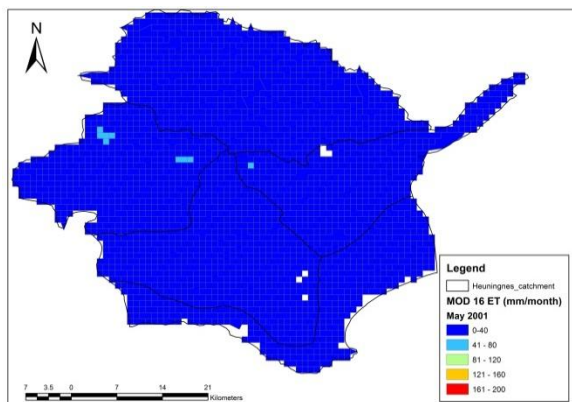 N
Legend
Heuningnes_catchment
MOD 16 ET (mm/month)
May 2001
0-40
41 - 80
81 - 120
121 - 160
161 - 200
7 3.5 0 7 14 21
Kilometers